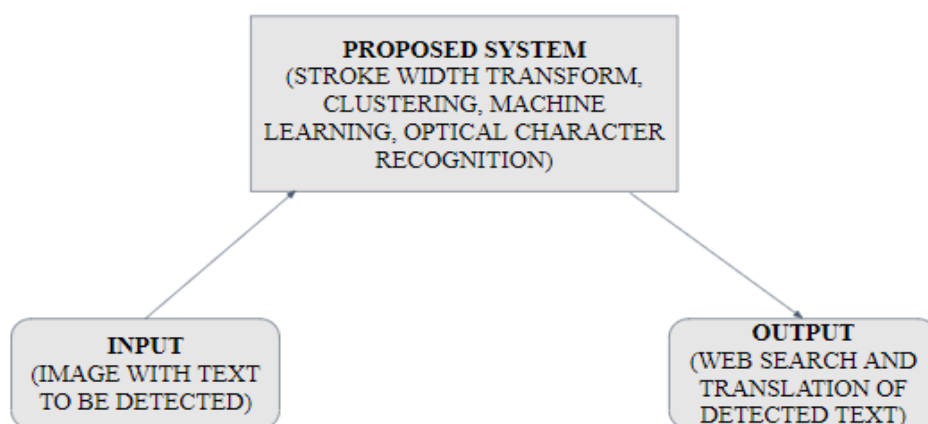 PROPOSED SYSTEM
(STROKE WIDTH TRANSFORM,
CLUSTERING, MACHINE
LEARNING, OPTICAL CHARACTER
RECOGNITION)
INPUT
(IMAGE WITH TEXT
TO BE DETECTED)
OUTPUT
(WEB SEARCH AND
TRANSLATION OF
DETECTED TEXT)